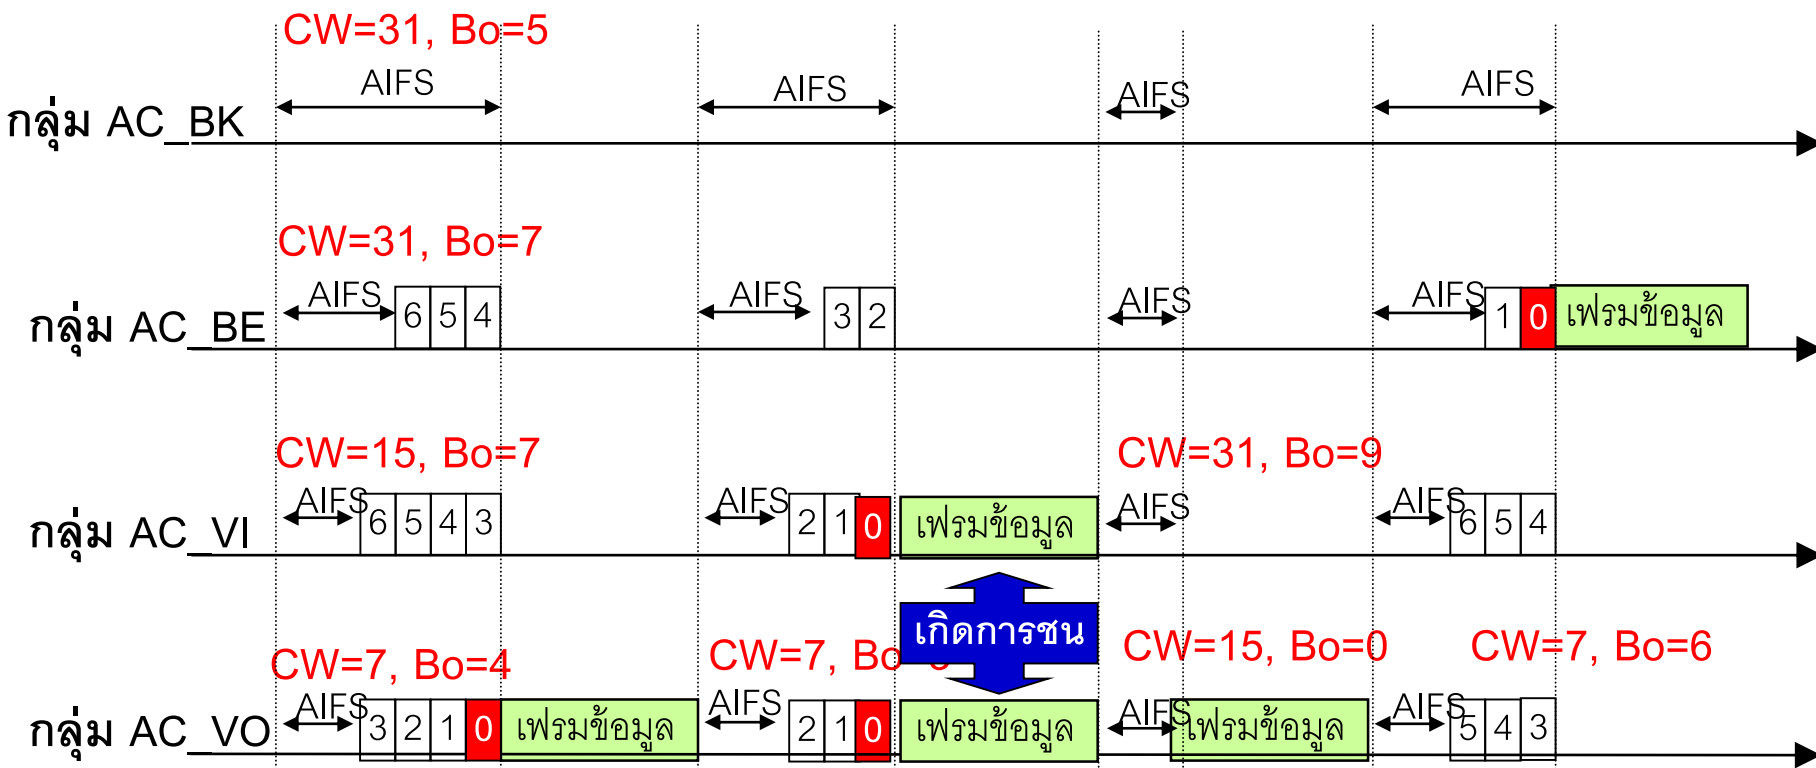 CW=31, Bo=5
AIFS AIFS AIFS AIFS
กลุ่ม AC_BK
CW=31, Bo=7
AIFS AIFS AIFS AIFS
กลุ่ม AC_BE 6 5 4 3 2 1 0 เฟรมข้อมูล
CW=15, Bo=7 CW=31, Bo=9
AIFS AIFS AIFS AIFS
กลุ่ม AC_VI 6 5 4 3 2 1 0 เฟรมข้อมูล 6 5 4
เกิดการชน
CW=7, Bo=4 CW=7, CW=15, Bo=0 CW=7, Bo=6
AIFS AIFS AIFS AIFS
กลุ่ม AC_VO 3 2 1 0 เฟรมข้อมูล 2 1 0 เฟรมข้อมูล เฟรมข้อมูล 5 4 3